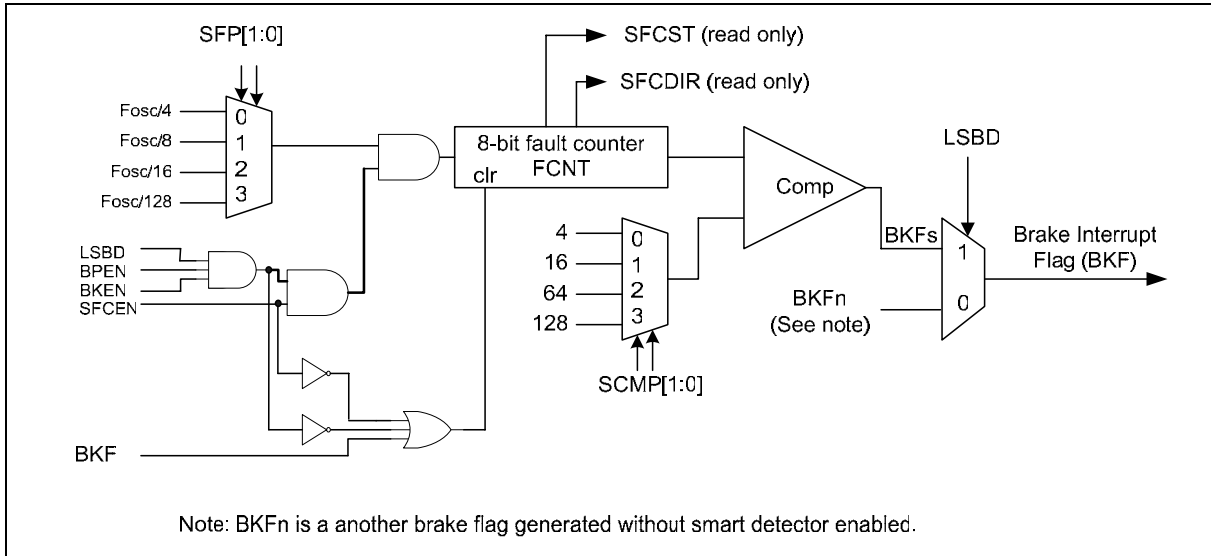 SFP[1:0]
SFCST (read only)
SFCDIR (read only)
Fosc/4
Fosc/8
Fosc/16
Fosc/128
0
1
2
3
8-bit fault counter
FCNT
clr
Comp
LSBD
BKFs
1
0
Brake Interrupt
Flag (BKF)
BKFn
(See note)
4
16
64
128
0
1
2
3
SCMP[1:0]
LSBD
BPEN
BKEN
SFCEN
BKF
Note: BKFn is a another brake flag generated without smart detector enabled.